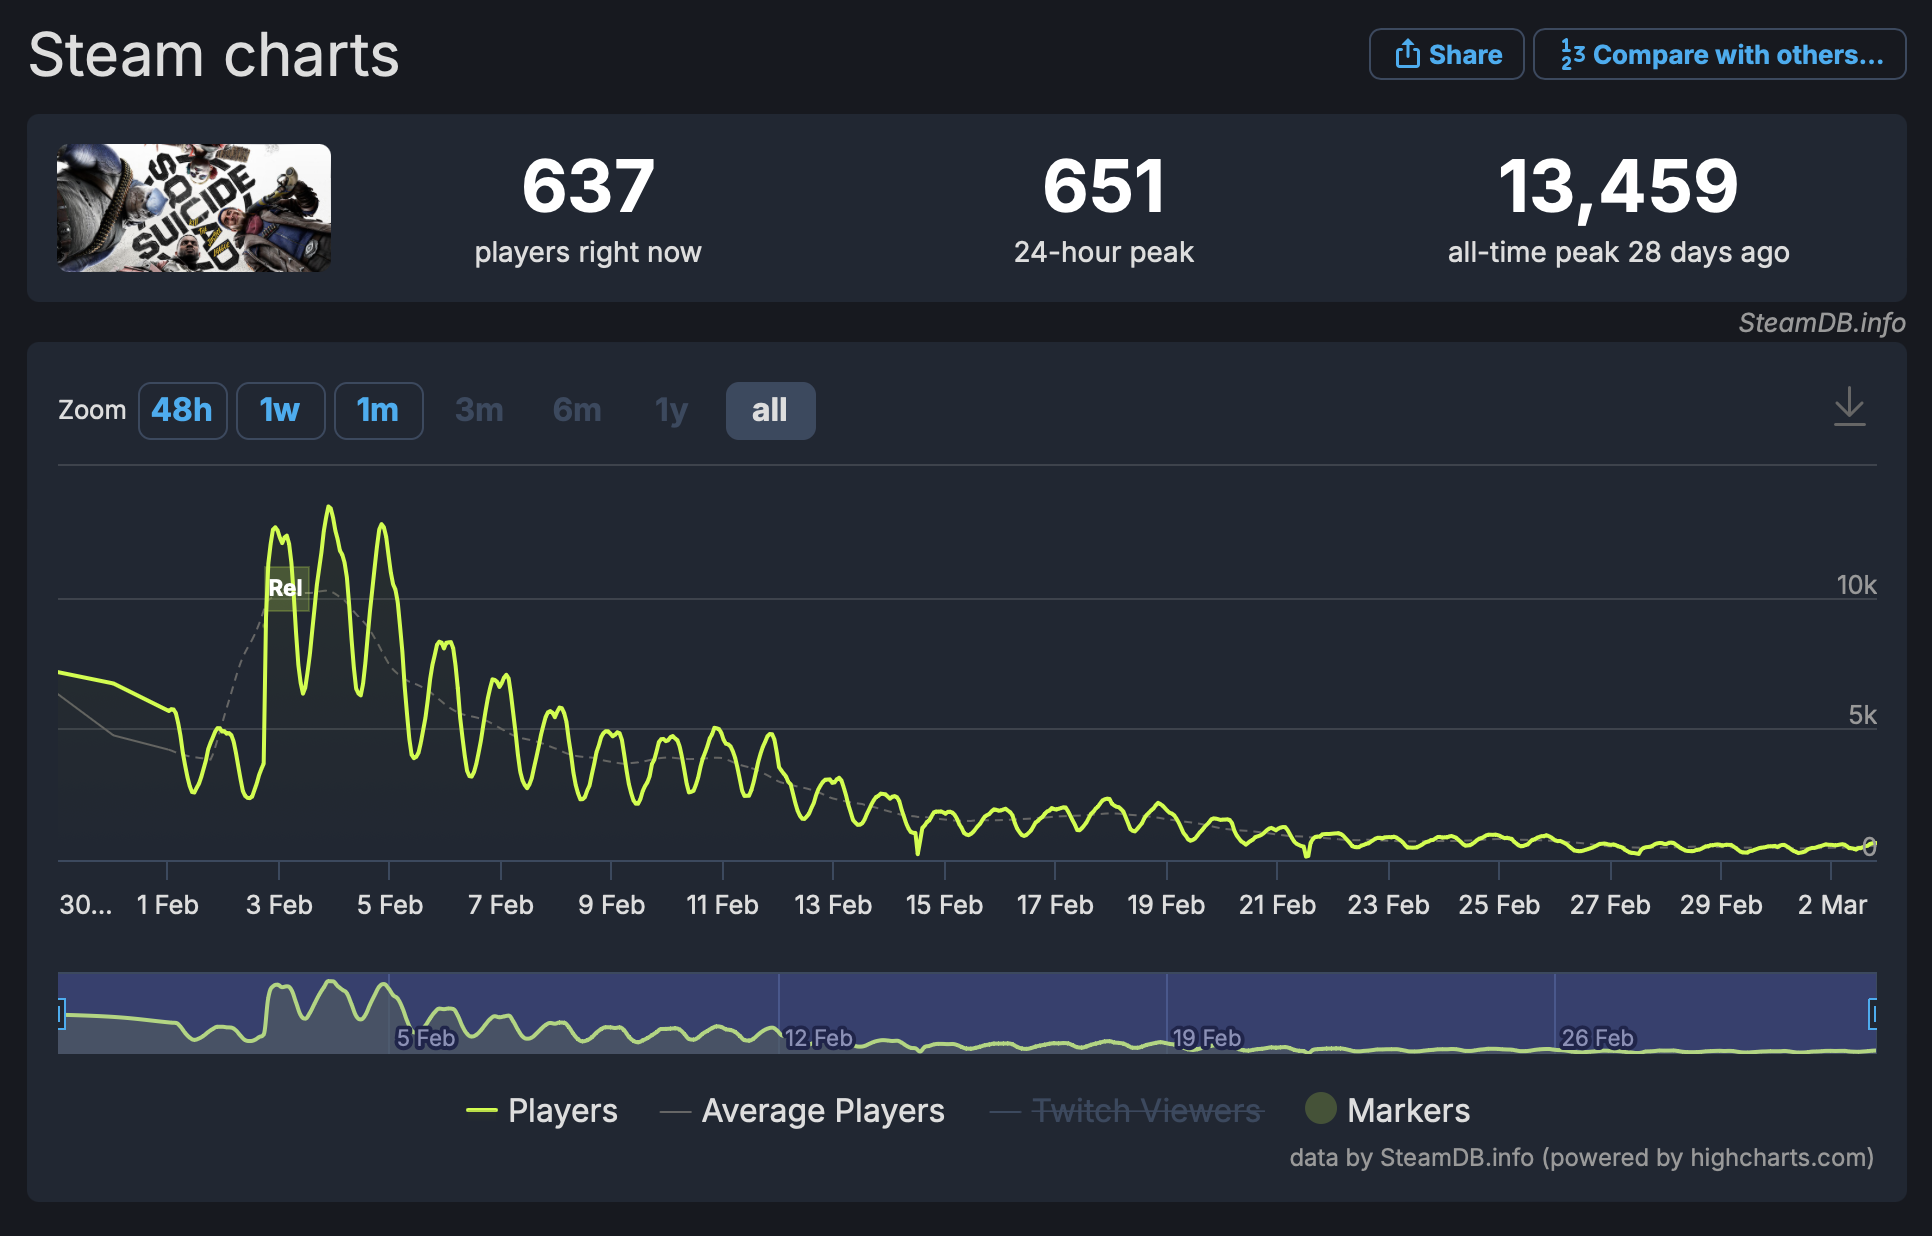 Steam charts
Share
123 Compare with others...
SUICIDE
SQUAD
637
players right now
651
24-hour peak
13,459
all-time peak 28 days ago
SteamDB.info
Zoom 48h 1w 1m 3m 6m 1y all
Rel
10k
5k
0
30... 1 Feb 3 Feb 5 Feb 7 Feb 9 Feb 11 Feb 13 Feb 15 Feb 17 Feb 19 Feb 21 Feb 23 Feb 25 Feb 27 Feb 29 Feb 2 Mar
5 Feb 12 Feb 19 Feb 26 Feb
Players Average Players Twitch Viewers Markers
data by SteamDB.info (powered by highcharts.com)